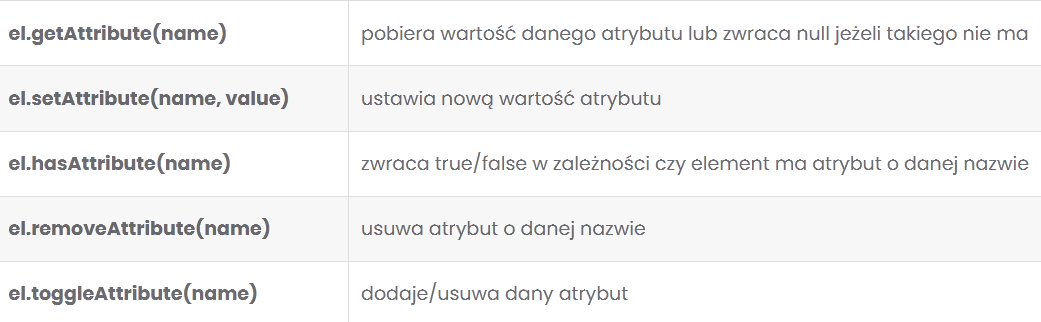 el.getAttribute(name) pobiera wartość danego atrybutu lub zwraca null jeżeli takiego nie ma
el.setAttribute(name, value) ustawia nową wartość atrybutu
el.hasAttribute(name) zwraca true/false w zależności czy element ma atrybut o danej nazwie
el.removeAttribute(name) usuwa atrybut o danej nazwie
el.toggleAttribute(name) dodaje/usuwa dany atrybut